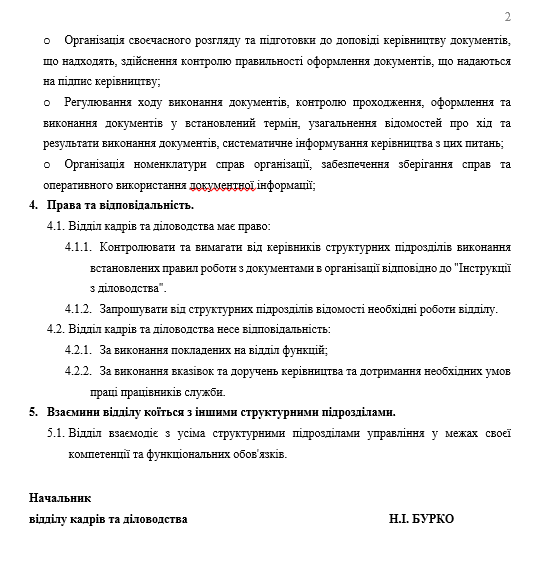 2
o Організація своєчасного розгляду та підготовки до доповіді керівництву документів,
що надходять, здійснення контролю правильності оформлення документів, що надаються
на підпис керівництву;
o Регулювання ходу виконання документів, контролю проходження, оформлення та
виконання документів у встановлений термін, узагальнення відомостей про хід та
результати виконання документів, систематичне інформування керівництва з цих питань;
o Організація номенклатури справ організації, забезпечення зберігання справ та
оперативного використання документної інформації;
4. Права та відповідальність.
4.1. Відділ кадрів та діловодства має право:
4.1.1. Контролювати та вимагати від керівників структурних підрозділів виконання
встановлених правил роботи з документами в організації відповідно до "Інструкції
з діловодства".
4.1.2. Запрошувати від структурних підрозділів відомості необхідні роботи відділу.
4.2. Відділ кадрів та діловодства несе відповідальність:
4.2.1. За виконання покладених на відділ функцій;
4.2.2. За виконання вказівок та доручень керівництва та дотримання необхідних умов
праці працівників служби.
5. Взаємини відділу коїться з іншими структурними підрозділами.
5.1. Відділ взаємодіє з усіма структурними підрозділами управління у межах своєї
компетенції та функціональних обов'язків.
Начальник
відділу кадрів та діловодства Н.І. БУРКО